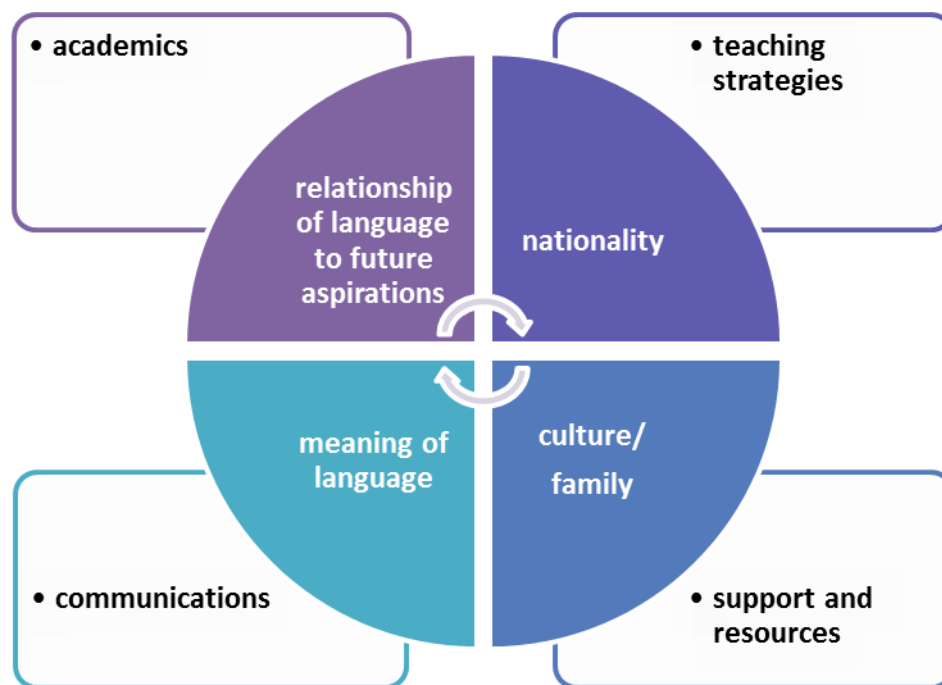 • academics
• teaching
strategies
relationship
of language
to future
aspirations
nationality
meaning of
language
culture/
family
• communications
• support and
resources